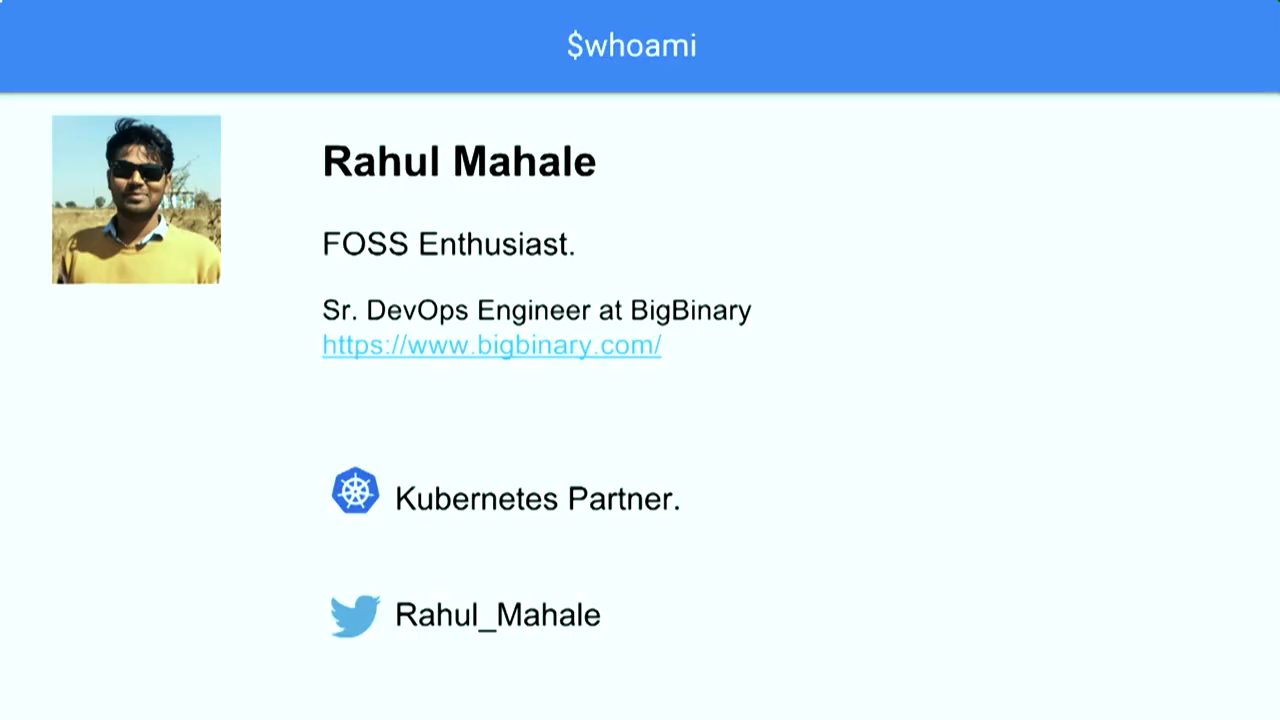 $whoami
Rahul Mahale
FOSS Enthusiast.
Sr. DevOps Engineer at BigBinary
https://www.bigbinary.com/
Kubernetes Partner.
Rahul_Mahale